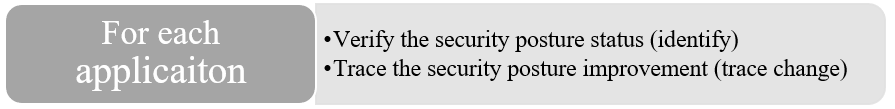 For each
applicaiton
•Verify the security posture status (identify)
•Trace the security posture improvement (trace change)